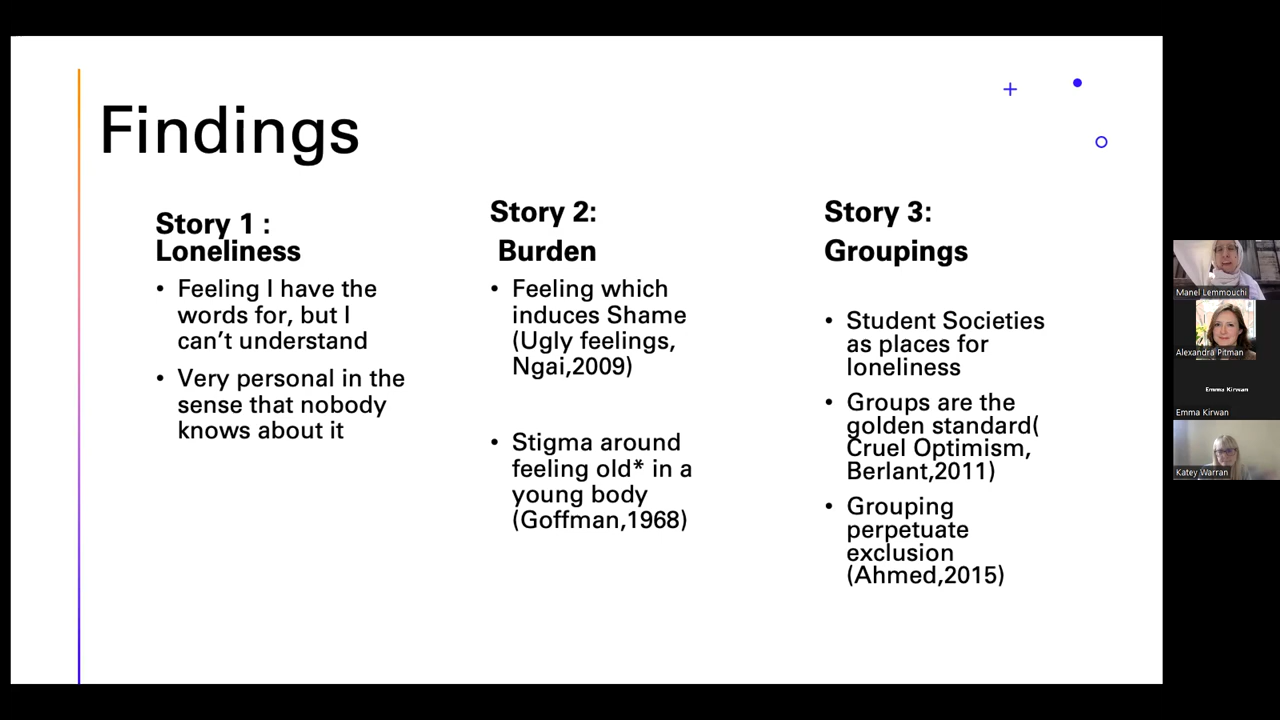 Findings
Story 1 :
Loneliness
• Feeling I have the
words for, but I
can’t understand
• Very personal in the
sense that nobody
knows about it
Story 2:
Burden
• Feeling which
induces Shame
(Ugly feelings,
Ngai,2009)
• Stigma around
feeling old* in a
young body
(Goffman,1968)
Story 3:
Groupings
• Student Societies
as places for
loneliness
• Groups are the
golden standard(
Cruel Optimism,
Berlant,2011)
• Grouping
perpetuate
exclusion
(Ahmed,2015)
Manel Lemmouchi
Alexandra Pitman
Emma Kirwan
Emma Kirwan
Katey Warran